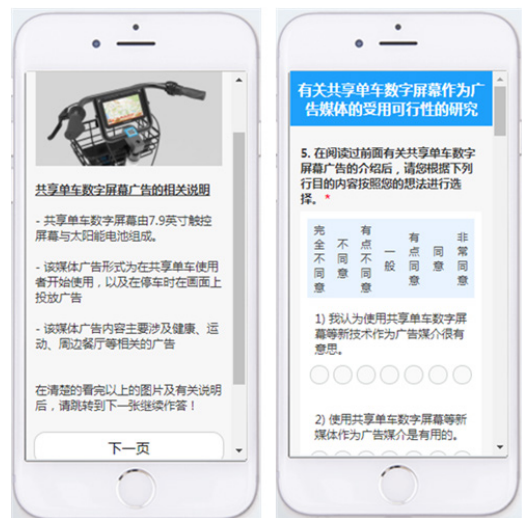 共享单车数字屏幕广告的相关说明
- 共享单车数字屏幕由7.9英寸触控
屏幕与太阳能电池组成。
- 该媒体广告形式为在共享单车使用
者开始使用，以及在停车时在画面上
投放广告
- 该媒体广告内容主要涉及健康、运
动、周边餐厅等相关的广告
在清楚的看完以上的图片及有关说明
后，请跳转到下一张继续作答！
下一页
有关共享单车数字屏幕作为广
告媒体的受用可行性的研究
5. 在阅读过前面有关共享单车数字
屏幕广告的介绍后，请您根据下列
行目的内容按照您的想法进行选
择。*
完全不同意
不同意
有点不同意
一般
有点同意
同意
非常同意
1) 我认为使用共享单车数字屏
幕等新技术作为广告媒介很有
意思。
2) 使用共享单车数字屏幕等新
媒体作为广告媒介是有用的。